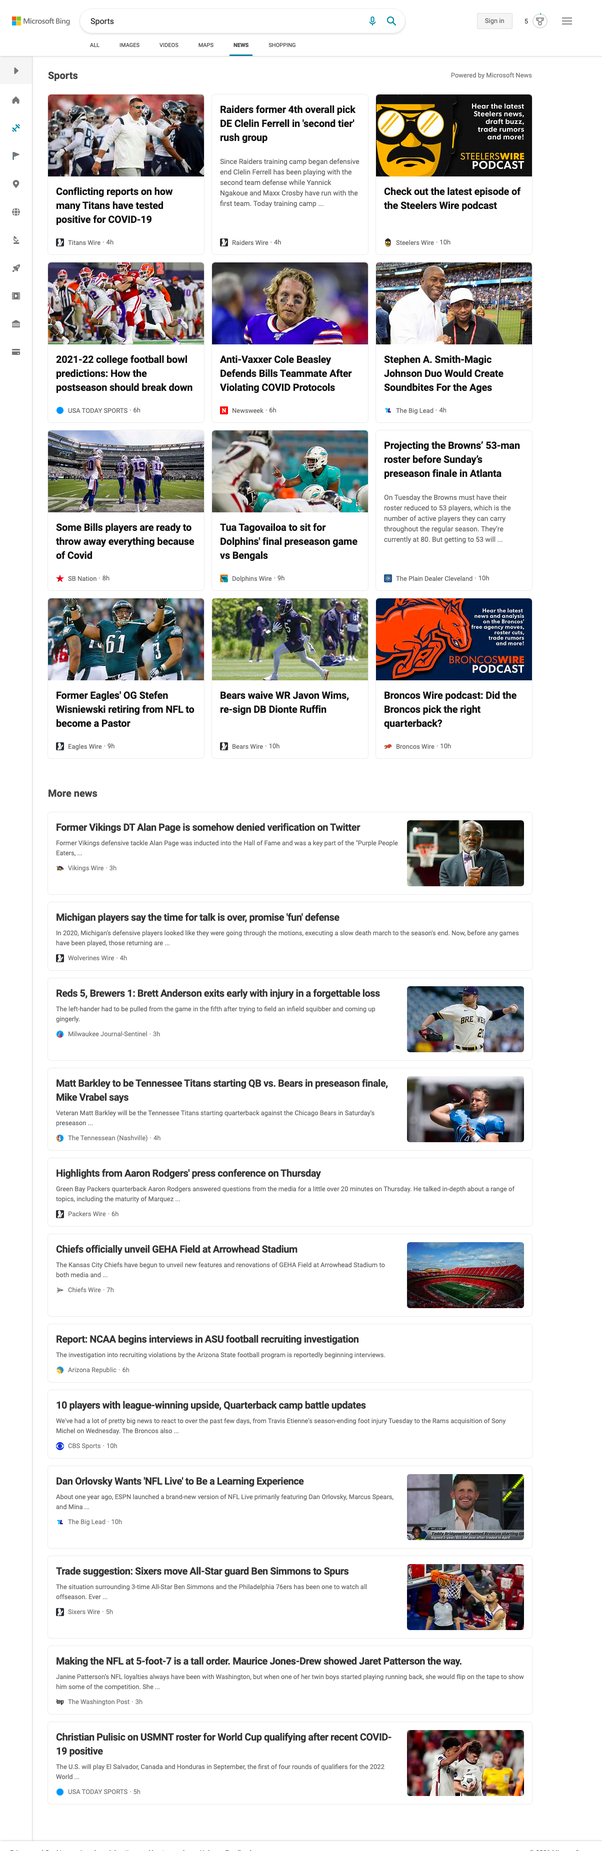 Microsoft Bing
Sports
Sign in
5
ALL
IMAGES
VIDEOS
MAPS
NEWS
SHOPPING
Sports
Powered by Microsoft News
Conflicting reports on how
many Titans have tested
positive for COVID-19
Titans Wire · 4h
Raiders former 4th overall pick
DE Clelin Ferrell in 'second tier'
rush group
Since Raiders training camp began defensive
end Clelin Ferrell has been playing with the
second team defense while Yannick
Ngakoue and Maxx Crosby have run with the
first team. Today training camp ...
Raiders Wire · 4h
Hear the latest
Steelers news,
draft buzz,
trade rumors
and more!
STEELERSWIRE
PODCAST
Check out the latest episode of
the Steelers Wire podcast
Steelers Wire · 10h
2021-22 college football bowl
predictions: How the
postseason should break down
USA TODAY SPORTS · 6h
Anti-Vaxxer Cole Beasley
Defends Bills Teammate After
Violating COVID Protocols
Newsweek · 6h
Stephen A. Smith-Magic
Johnson Duo Would Create
Soundbites For the Ages
The Big Lead · 4h
Some Bills players are ready to
throw away everything because
of Covid
SB Nation · 8h
Tua Tagovailoa to sit for
Dolphins' final preseason game
vs Bengals
Dolphins Wire · 9h
Projecting the Browns' 53-man
roster before Sunday's
preseason finale in Atlanta
On Tuesday the Browns must have their
roster reduced to 53 players, which is the
number of active players they can carry
throughout the regular season. They're
currently at 80. But getting to 53 will ...
The Plain Dealer Cleveland · 10h
61
Former Eagles' OG Stefen
Wisniewski retiring from NFL to
become a Pastor
Eagles Wire · 9h
Bears waive WR Javon Wims,
re-sign DB Dionte Ruffin
Bears Wire · 10h
Hear the latest
news and analysis
on the Broncos'
free agency moves,
roster cuts,
trade rumors
and more!
BRONCOSWIRE
PODCAST
Broncos Wire podcast: Did the
Broncos pick the right
quarterback?
Broncos Wire · 10h
More news
Former Vikings DT Alan Page is somehow denied verification on Twitter
Former Vikings defensive tackle Alan Page was inducted into the Hall of Fame and was a key part of the "Purple People
Eaters, ...
Vikings Wire · 3h
Michigan players say the time for talk is over, promise 'fun' defense
In 2020, Michigan's defensive players looked like they were going through the motions, executing a slow death march to the season's end. Now, before any games
have been played, those returning are ...
Wolverines Wire · 4h
Reds 5, Brewers 1: Brett Anderson exits early with injury in a forgettable loss
The left-hander had to be pulled from the game in the fifth after trying to field an infield squibber and coming up
gingerly.
Milwaukee Journal-Sentinel · 3h
Matt Barkley to be Tennessee Titans starting QB vs. Bears in preseason finale,
Mike Vrabel says
Veteran Matt Barkley will be the Tennessee Titans starting quarterback against the Chicago Bears in Saturday's
preseason ...
The Tennessean (Nashville) · 4h
Highlights from Aaron Rodgers' press conference on Thursday
Green Bay Packers quarterback Aaron Rodgers answered questions from the media for a little over 20 minutes on Thursday. He talked in-depth about a range of
topics, including the maturity of Marquez ...
Packers Wire · 6h
Chiefs officially unveil GEHA Field at Arrowhead Stadium
The Kansas City Chiefs have begun to unveil new features and renovations of GEHA Field at Arrowhead Stadium to
both media and ...
Chiefs Wire · 7h
Report: NCAA begins interviews in ASU football recruiting investigation
The investigation into recruiting violations by the Arizona State football program is reportedly beginning interviews.
Arizona Republic · 6h
10 players with league-winning upside, Quarterback camp battle updates
We've had a lot of pretty big news to react to over the past few days, from Travis Etienne's season-ending foot injury Tuesday to the Rams acquisition of Sony
Michel on Wednesday. The Broncos also ...
CBS Sports · 10h
Dan Orlovsky Wants 'NFL Live' to Be a Learning Experience
About one year ago, ESPN launched a brand-new version of NFL Live primarily featuring Dan Orlovsky, Marcus Spears,
and Mina ...
The Big Lead · 10h
Trade suggestion: Sixers move All-Star guard Ben Simmons to Spurs
The situation surrounding 3-time All-Star Ben Simmons and the Philadelphia 76ers has been one to watch all
offseason. Ever ...
Sixers Wire · 5h
Making the NFL at 5-foot-7 is a tall order. Maurice Jones-Drew showed Jaret Patterson the way.
Janine Patterson's NFL loyalties always have been with Washington, but when one of her twin boys started playing running back, she would flip on the tape to show
him some of the competition. She ...
The Washington Post · 3h
Christian Pulisic on USMNT roster for World Cup qualifying after recent COVID-
19 positive
The U.S. will play El Salvador, Canada and Honduras in September, the first of four rounds of qualifiers for the 2022
World ...
USA TODAY SPORTS · 5h